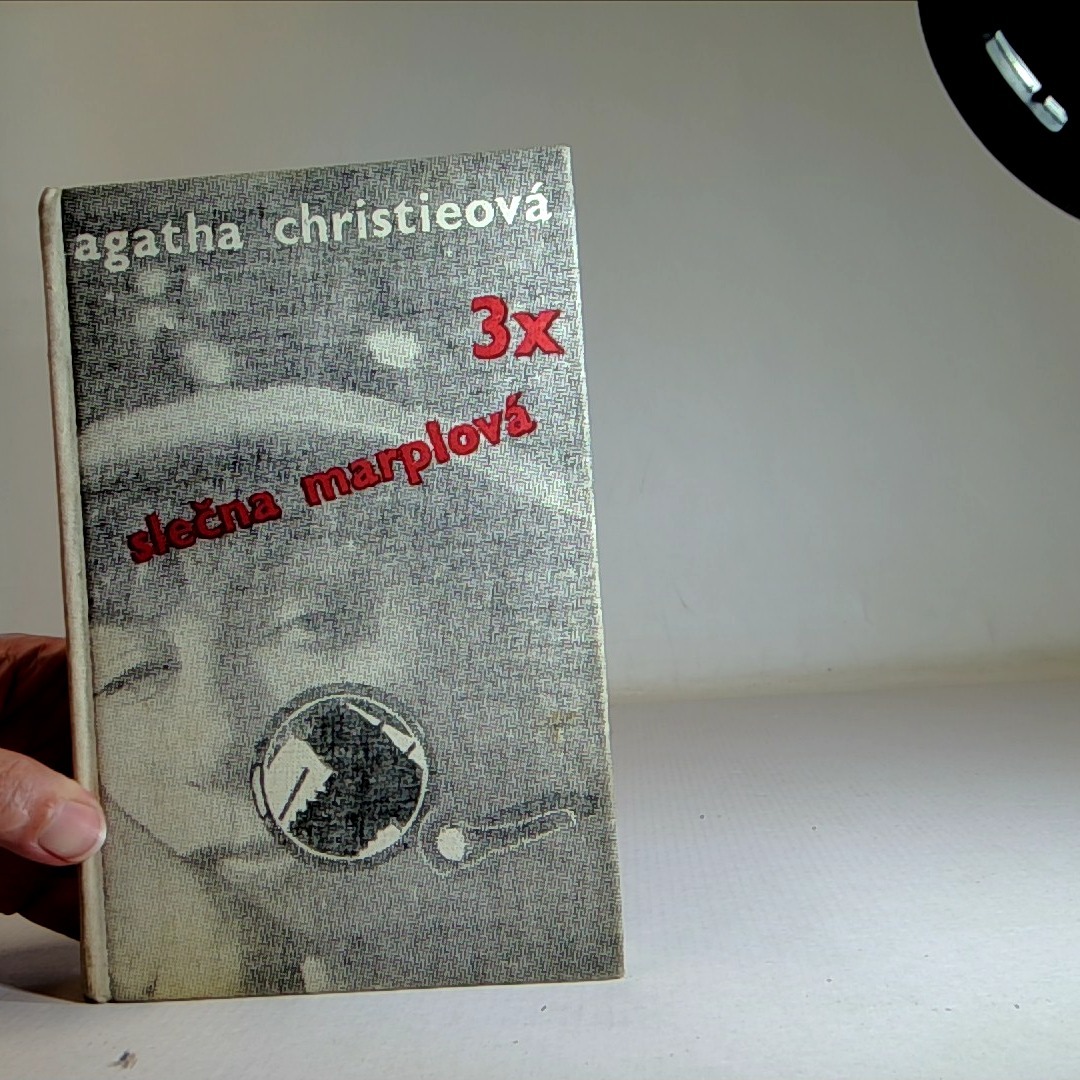 agatha christieová
3x
slečna marplová